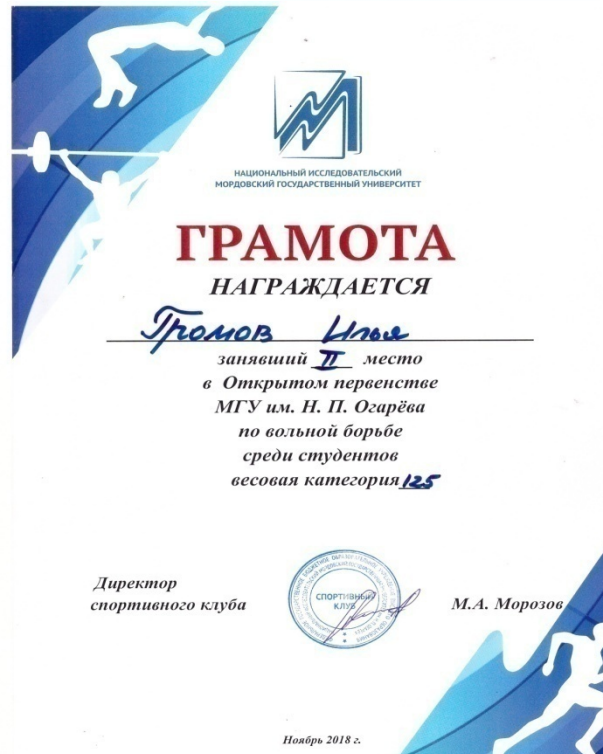 НАЦИОНАЛЬНЫЙ ИССЛЕДОВАТЕЛЬСКИЙ
МОРДОВСКИЙ ГОСУДАРСТВЕННЫЙ УНИВЕРСИТЕТ
ГРАМОТА
НАГРАЖДАЕТСЯ
Громов Илья
занявший II место
в Открытом первенстве
МГУ им. Н. П. Огарёва
по вольной борьбе
среди студентов
весовая категория 125
Директор
спортивного клуба
СПОРТИВНЫЙ
КЛУБ
М.А. Морозов
Ноябрь 2018 г.